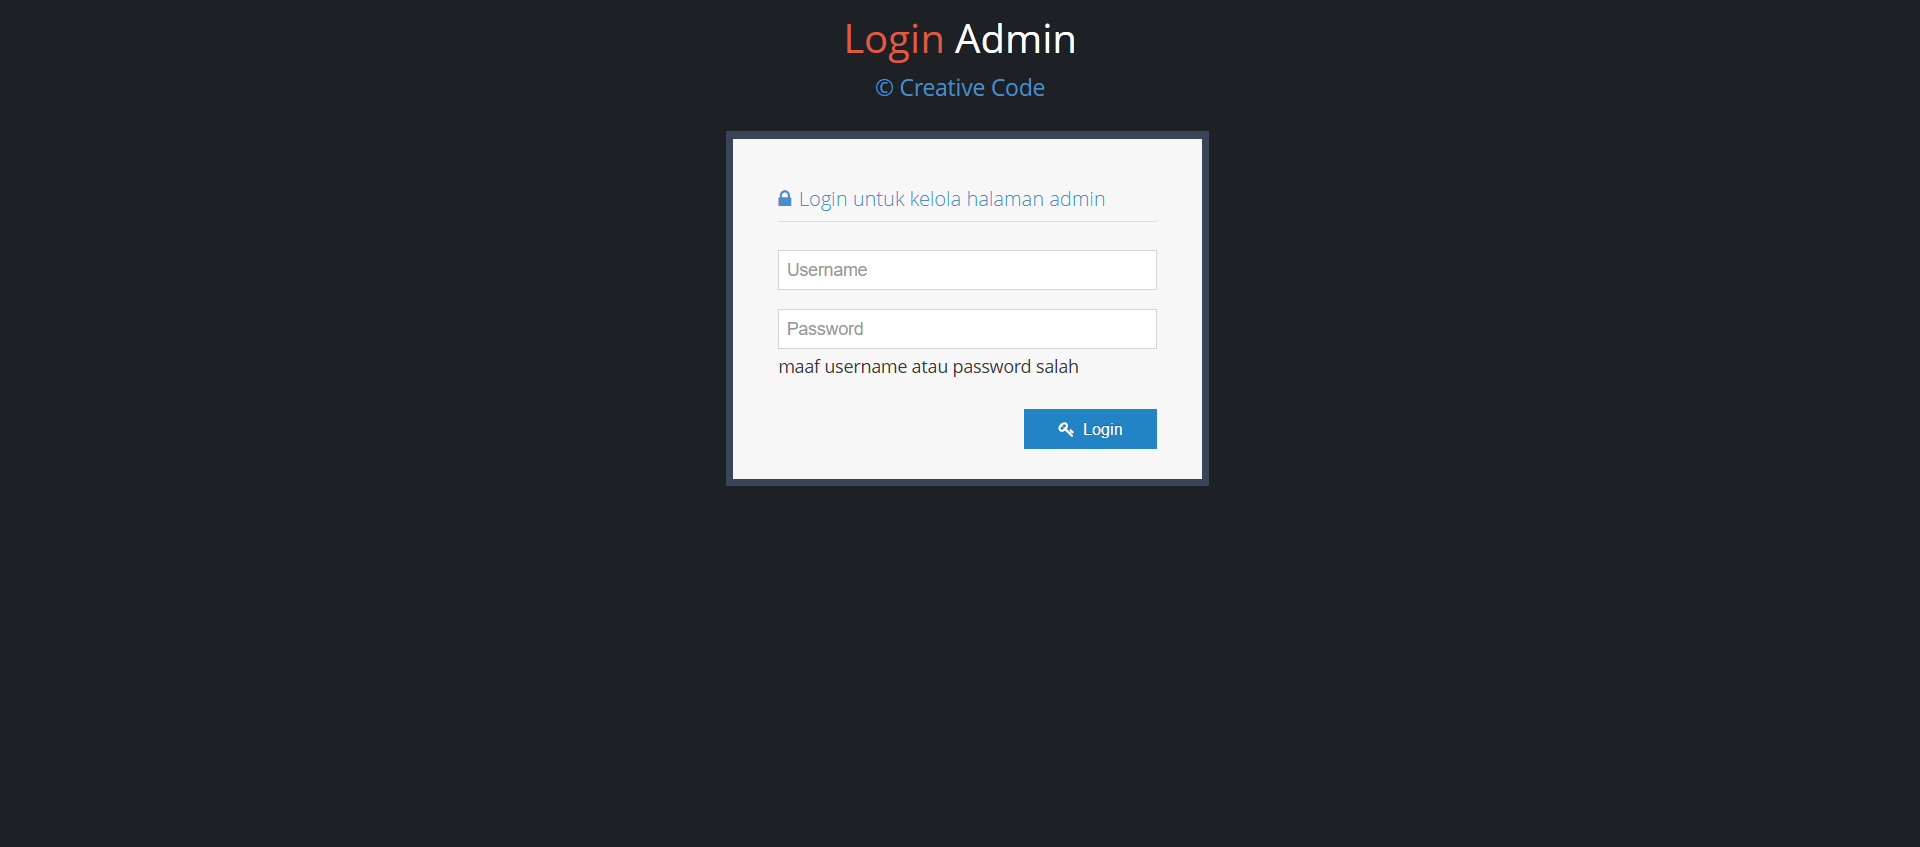 Login Admin
© Creative Code
Login untuk kelola halaman admin
Username
Password
maaf username atau password salah
Login